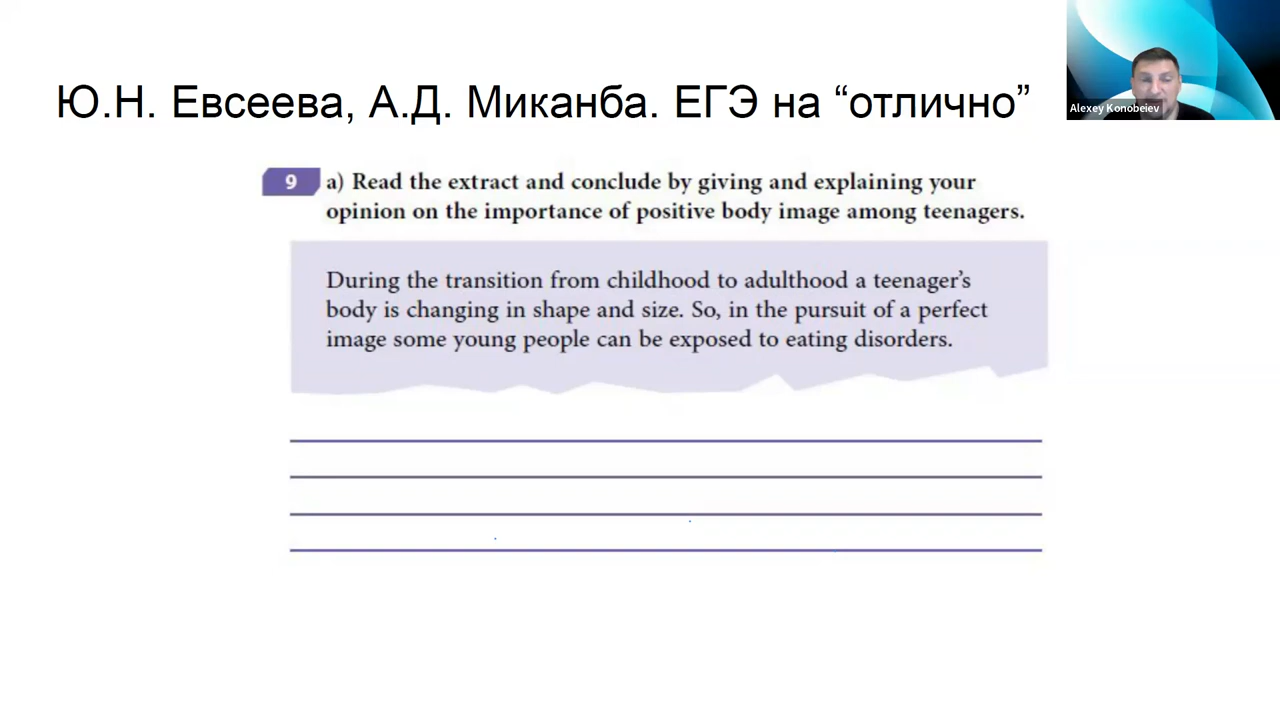 Alexey Konobeiev
Ю.Н. Евсеева, А.Д. Миканба. ЕГЭ на “отлично”
9 a) Read the extract and conclude by giving and explaining your
opinion on the importance of positive body image among teenagers.
During the transition from childhood to adulthood a teenager’s
body is changing in shape and size. So, in the pursuit of a perfect
image some young people can be exposed to eating disorders.